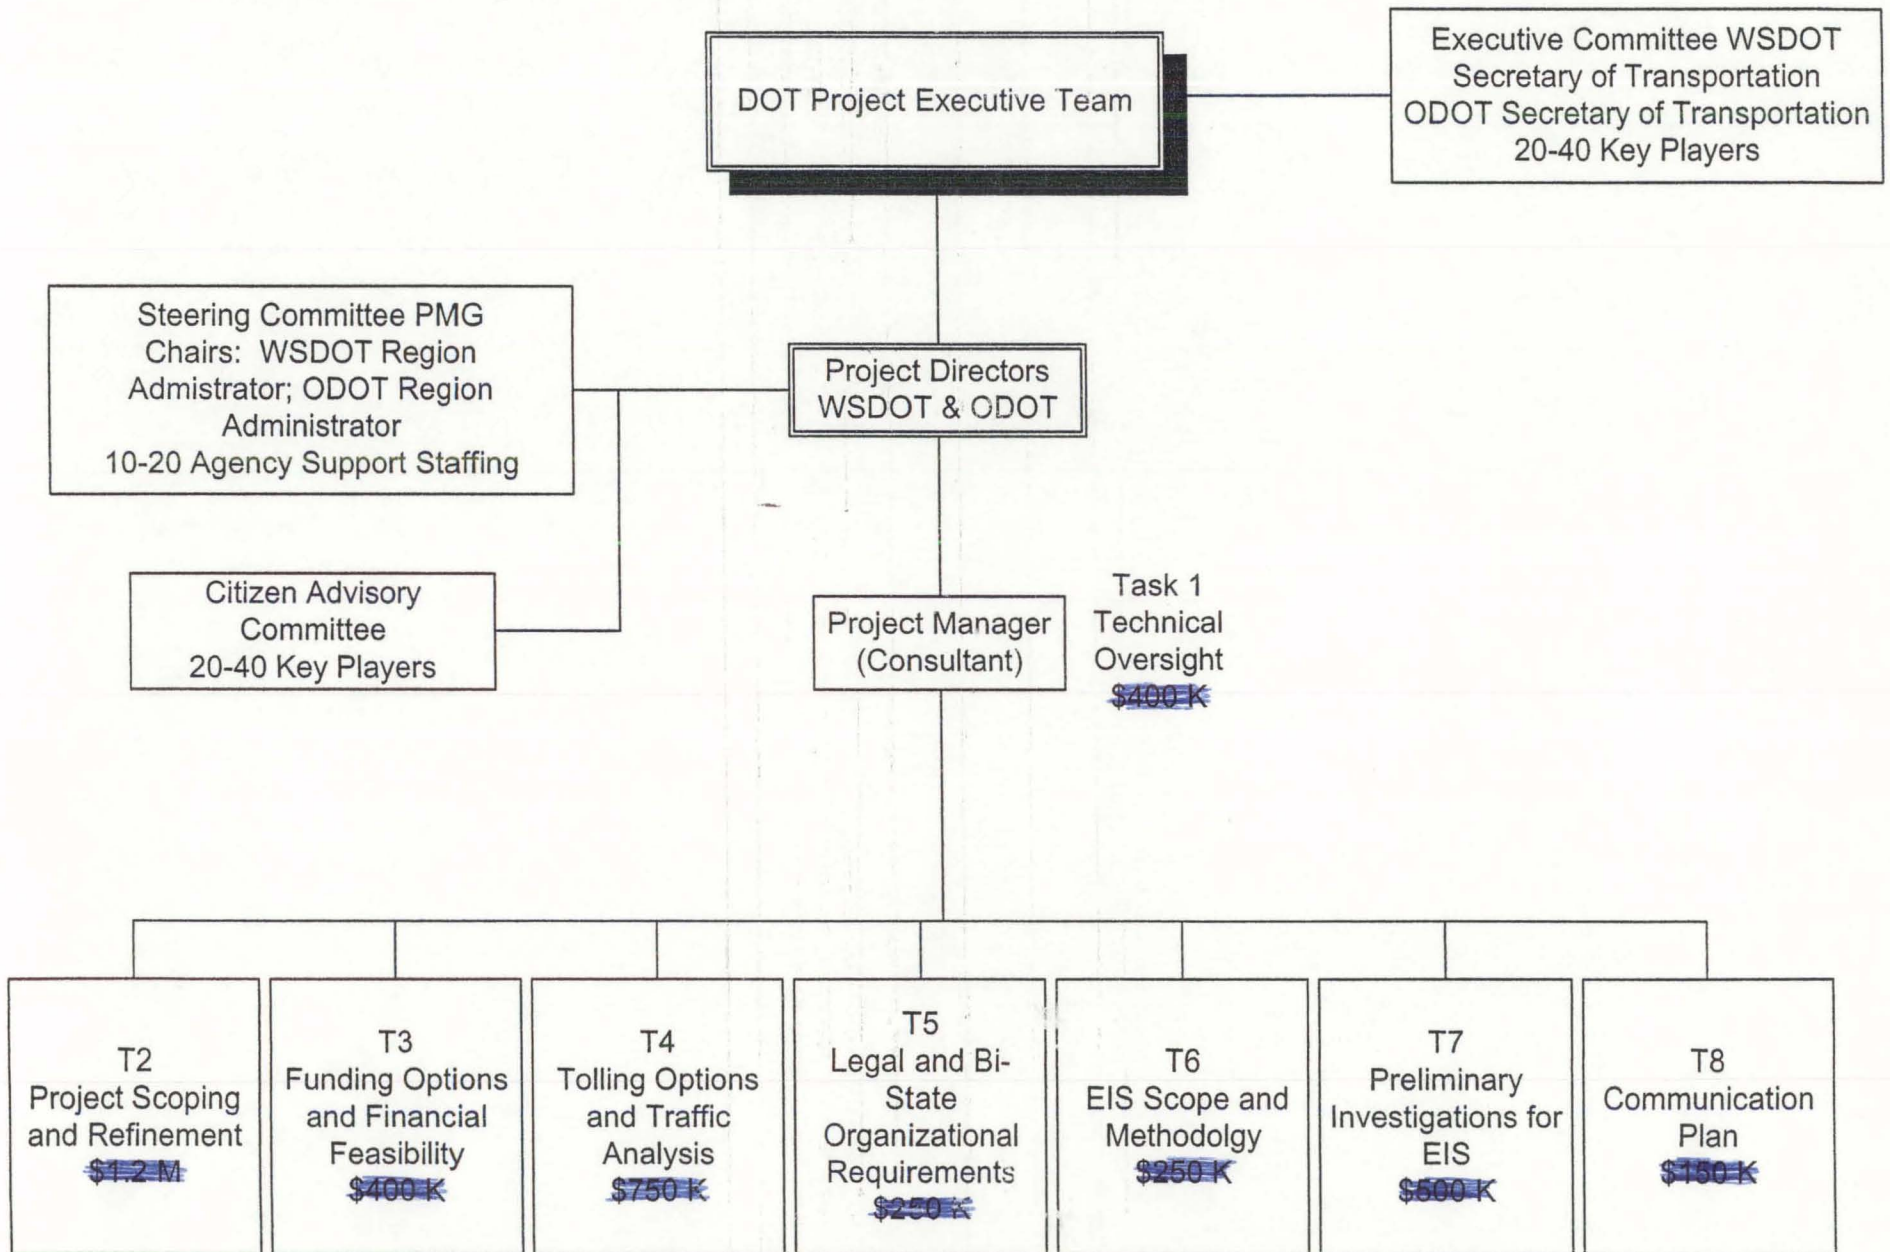 DOT Project Executive Team
Executive Committee WSDOT
Secretary of Transportation
ODOT Secretary of Transportation
20-40 Key Players
Steering Committee PMG
Chairs: WSDOT Region
Admistrator; ODOT Region
Administrator
10-20 Agency Support Staffing
Project Directors
WSDOT & ODOT
Citizen Advisory
Committee
20-40 Key Players
Project Manager
(Consultant)
Task 1
Technical
Oversight
$400 K
T2
Project Scoping
and Refinement
$1.2 M
T3
Funding Options
and Financial
Feasibility
$400 K
T4
Tolling Options
and Traffic
Analysis
$750 K
T5
Legal and Bi-
State
Organizational
Requirements
$250 K
T6
EIS Scope and
Methodolgy
$250 K
T7
Preliminary
Investigations for
EIS
K
T8
Communication
Plan
$150 K